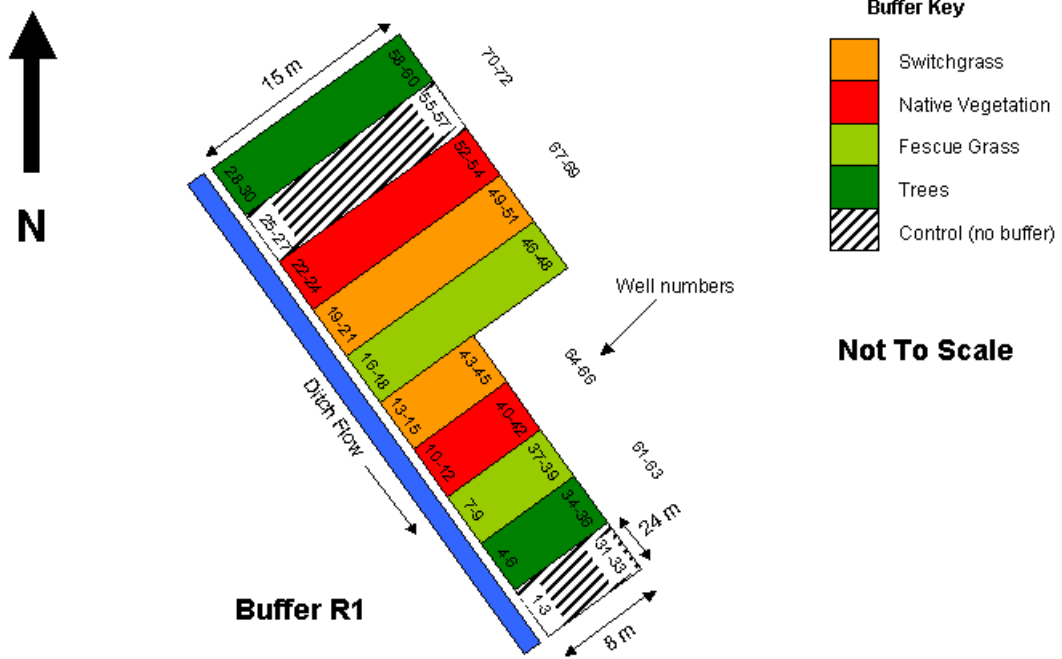 Buffer Key
Switchgrass
Native Vegetation
Fescue Grass
Trees
Control (no buffer)
Not To Scale
N
15 m
58-60
55-57
52-54
49-51
46-48
28-30
25-27
22-24
19-21
16-18
13-15
10-12
7-9
4-6
1-3
43-45
40-42
37-39
34-36
31-33
70-72
67-69
64-66
61-63
Well numbers
Ditch Flow
24 m
8 m
Buffer R1